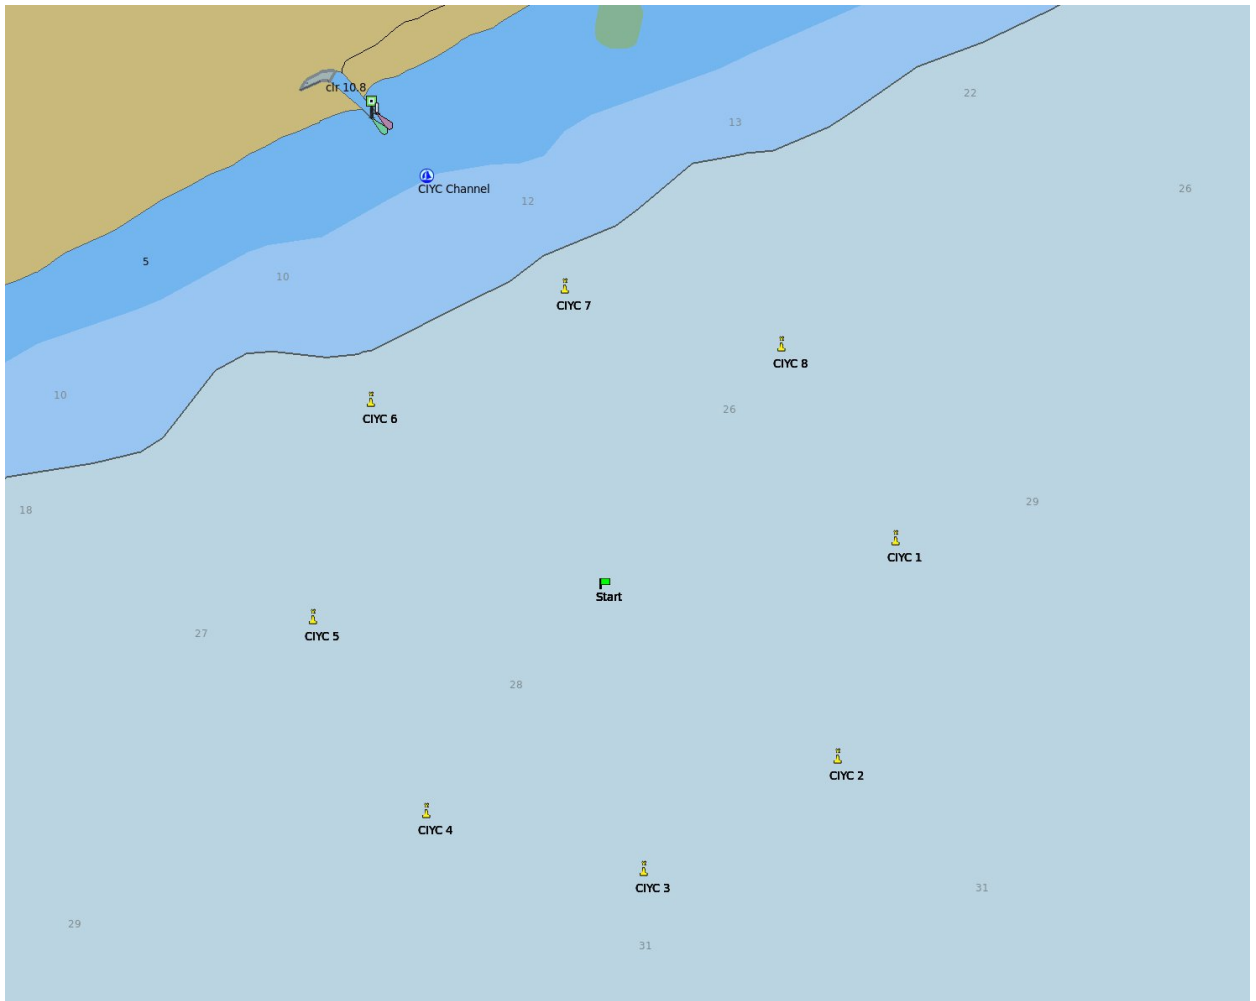 clr 10.8
22
13
26
CIYC Channel
12
5
10
CIYC 7
CIYC 8
10
26
CIYC 6
29
18
CIYC 1
Start
27
CIYC 5
28
CIYC 2
CIYC 4
31
CIYC 3
29
31